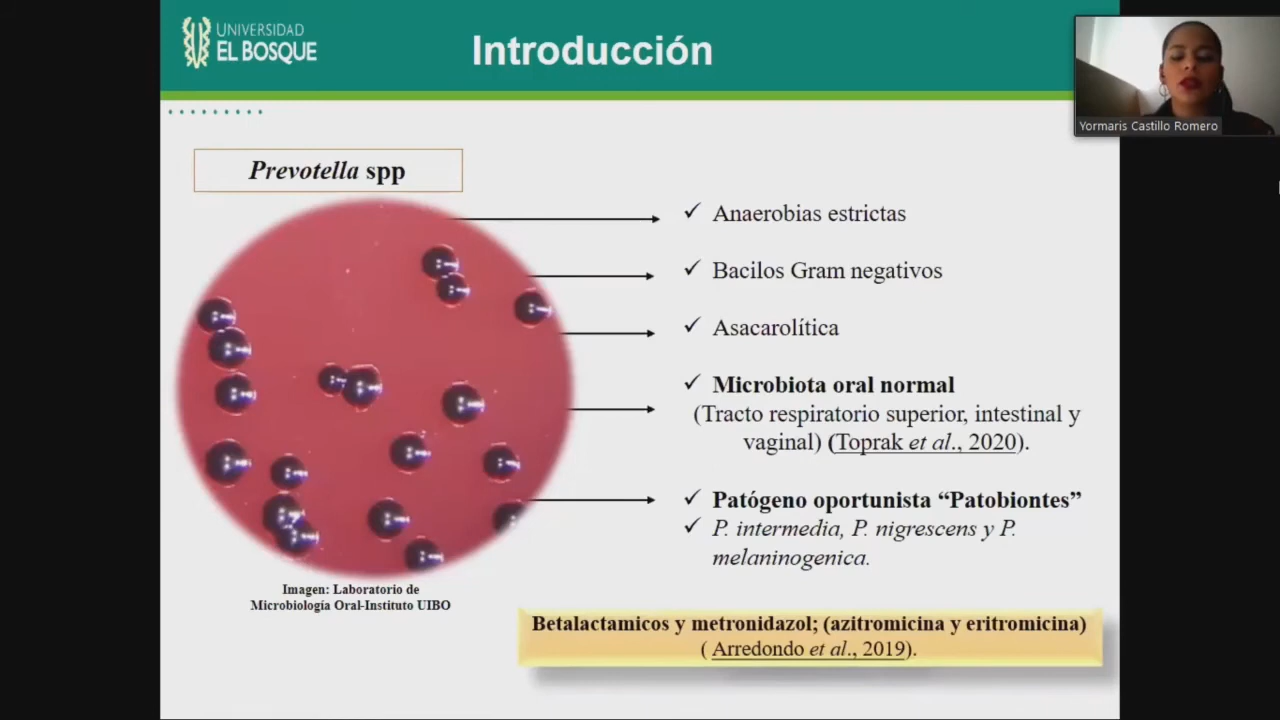 UNIVERSIDAD
EL BOSQUE
Introducción
Yormaris Castillo Romero
Prevotella spp
✓ Anaerobias estrictas
✓ Bacilos Gram negativos
✓ Asacarolítica
✓ Microbiota oral normal
(Tracto respiratorio superior, intestinal y
vaginal) (Toprak et al., 2020).
✓ Patógeno oportunista “Patobiontes”
✓ P. intermedia, P. nigrescens y P.
melaninogenica.
Imagen: Laboratorio de
Microbiología Oral-Instituto UIBO
Betalactamicos y metronidazol; (azitromicina y eritromicina)
( Arredondo et al., 2019).